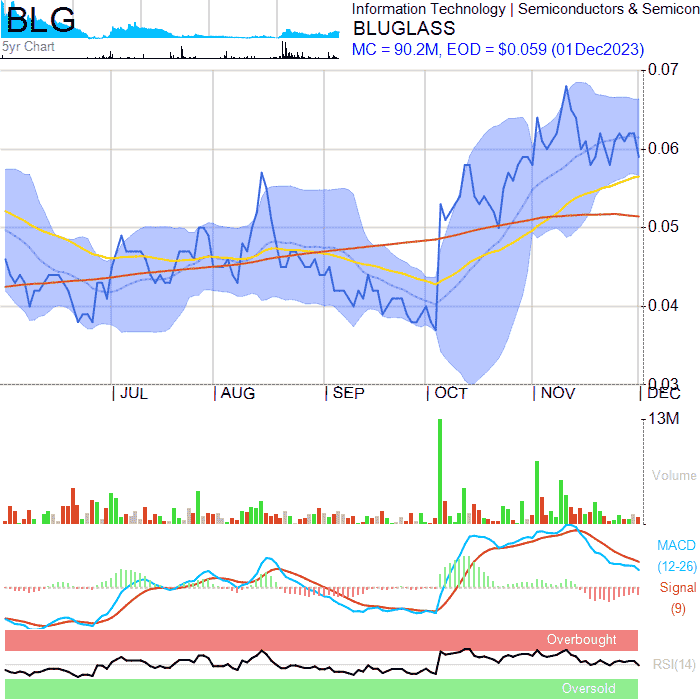 BLG
Information Technology | Semiconductors & Semicon
BLUGLASS
5yr Chart
MC = 90.2M, EOD = $0.059 (01Dec2023)
0.07
0.06
0.05
0.04
0.03
JUL AUG SEP OCT NOV DEC
13M
Volume
MACD
(12-26)
Signal
(9)
Overbought
RSI(14)
Oversold